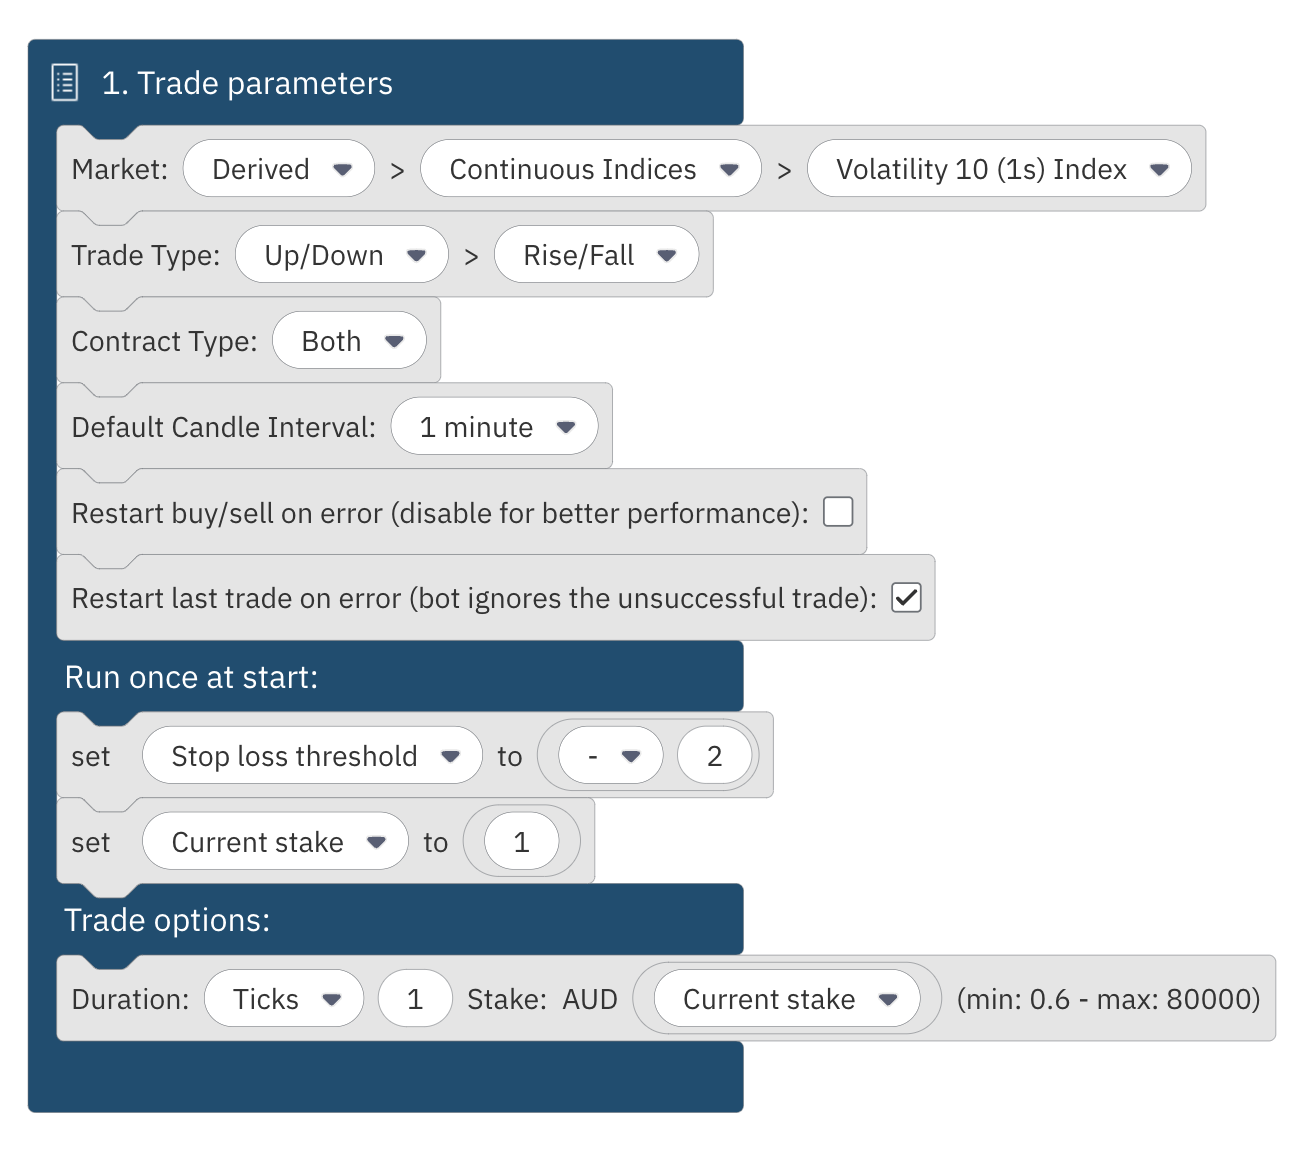 1. Trade parameters
Market: Derived > Continuous Indices > Volatility 10 (1s) Index
Trade Type: Up/Down > Rise/Fall
Contract Type: Both
Default Candle Interval: 1 minute
Restart buy/sell on error (disable for better performance):
Restart last trade on error (bot ignores the unsuccessful trade):
Run once at start:
set Stop loss threshold to - 2
set Current stake to 1
Trade options:
Duration: Ticks 1 Stake: AUD Current stake (min: 0.6 - max: 80000)